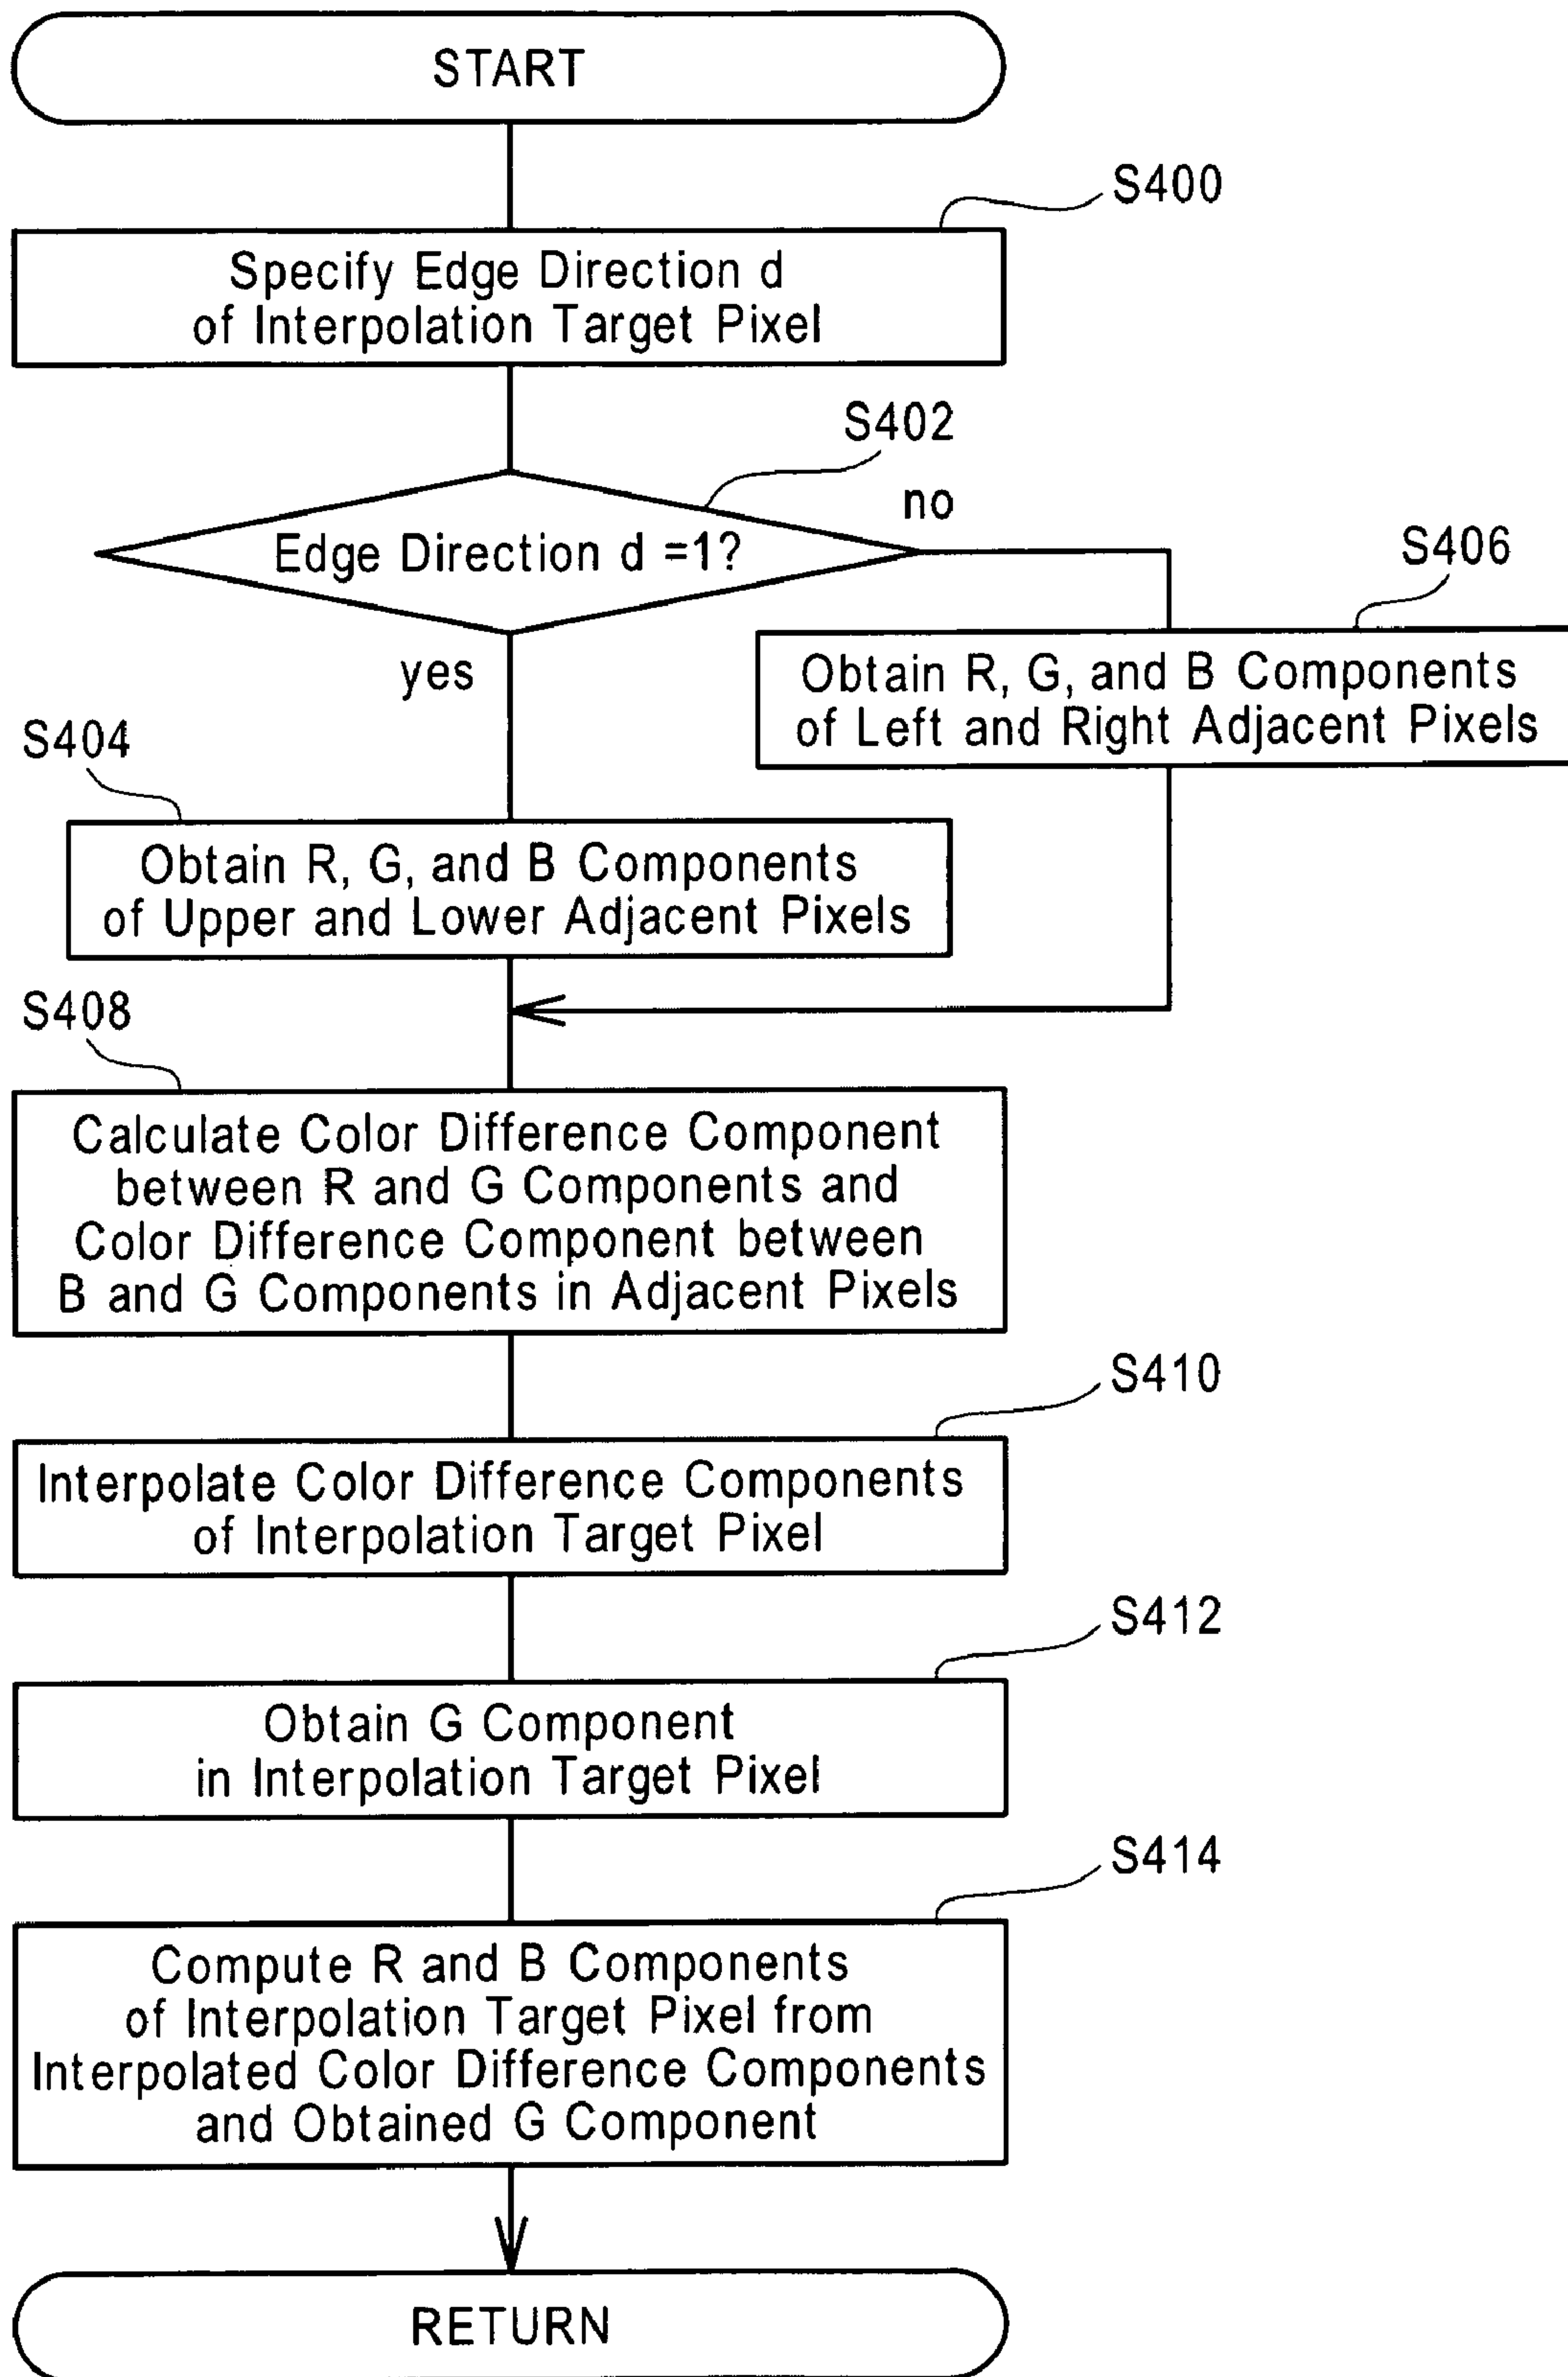 START
S400
Specify Edge Direction d
of Interpolation Target Pixel
S402
no
Edge Direction d =1?
yes
S406
Obtain R, G, and B Components
of Left and Right Adjacent Pixels
S404
Obtain R, G, and B Components
of Upper and Lower Adjacent Pixels
S408
Calculate Color Difference Component
between R and G Components and
Color Difference Component between
B and G Components in Adjacent Pixels
S410
Interpolate Color Difference Components
of Interpolation Target Pixel
S412
Obtain G Component
in Interpolation Target Pixel
S414
Compute R and B Components
of Interpolation Target Pixel from
Interpolated Color Difference Components
and Obtained G Component
RETURN